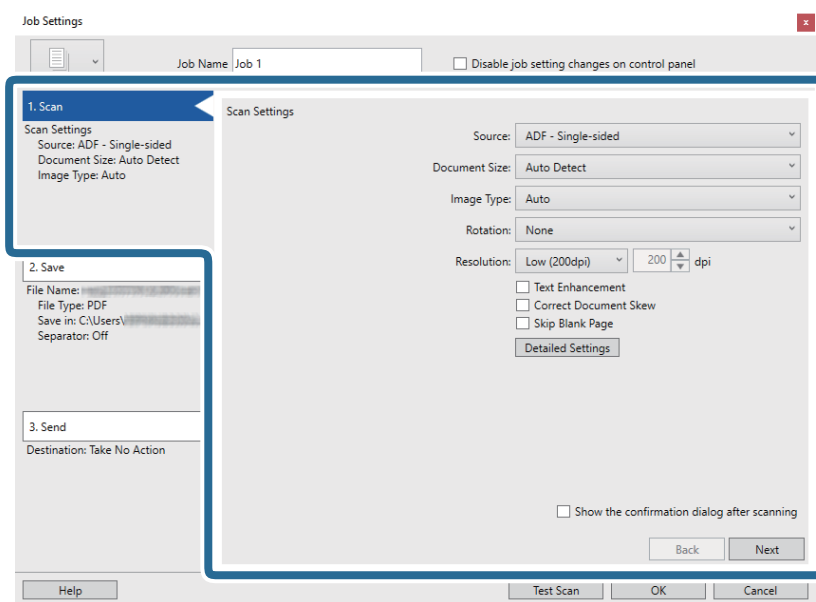 Job Settings
x
Job Name Job 1
Disable job setting changes on control panel
1. Scan
Scan Settings
Source: ADF - Single-sided
Document Size: Auto Detect
Image Type: Auto
2. Save
File Name:
File Type: PDF
Save in: C:\Users\
Separator: Off
3. Send
Destination: Take No Action
Scan Settings
Source: ADF - Single-sided
Document Size: Auto Detect
Image Type: Auto
Rotation: None
Resolution: Low (200dpi) 200 dpi
Text Enhancement
Correct Document Skew
Skip Blank Page
Detailed Settings
Show the confirmation dialog after scanning
Back Next
Help Test Scan OK Cancel